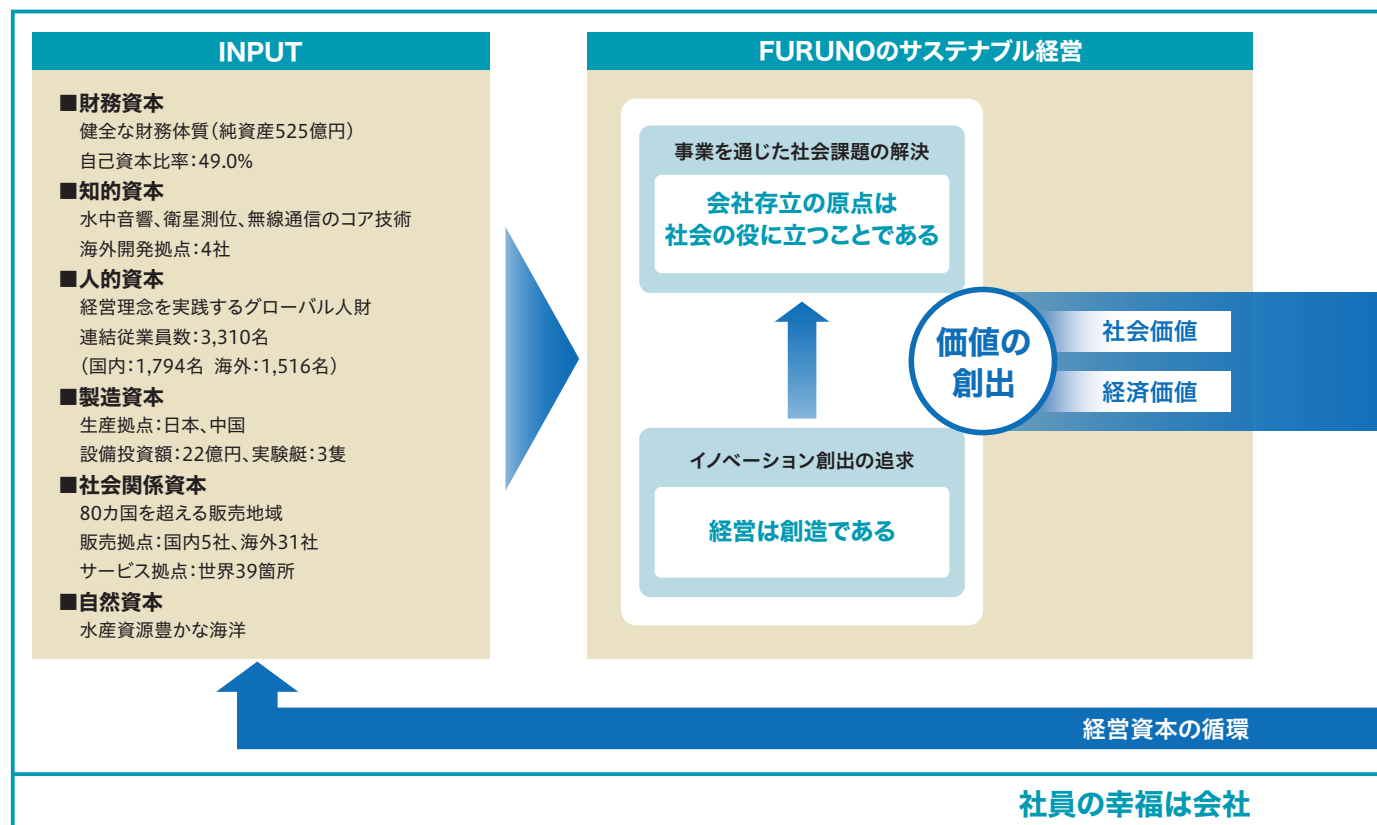 INPUT
■財務資本
健全な財務体質（純資産525億円）
自己資本比率：49.0%
■知的資本
水中音響、衛星測位、無線通信のコア技術
海外開発拠点：4社
■人的資本
経営理念を実践するグローバル人財
連結従業員数：3,310名
（国内：1,794名 海外：1,516名）
■製造資本
生産拠点：日本、中国
設備投資額：22億円、実験艇：3隻
■社会関係資本
80カ国を超える販売地域
販売拠点：国内5社、海外31社
サービス拠点：世界39箇所
■自然資本
水産資源豊かな海洋
FURUNOのサステナブル経営
事業を通じた社会課題の解決
会社存立の原点は
社会の役に立つことである
イノベーション創出の追求
経営は創造である
価値の
創出
社会価値
経済価値
経営資本の循環
社員の幸福は会社